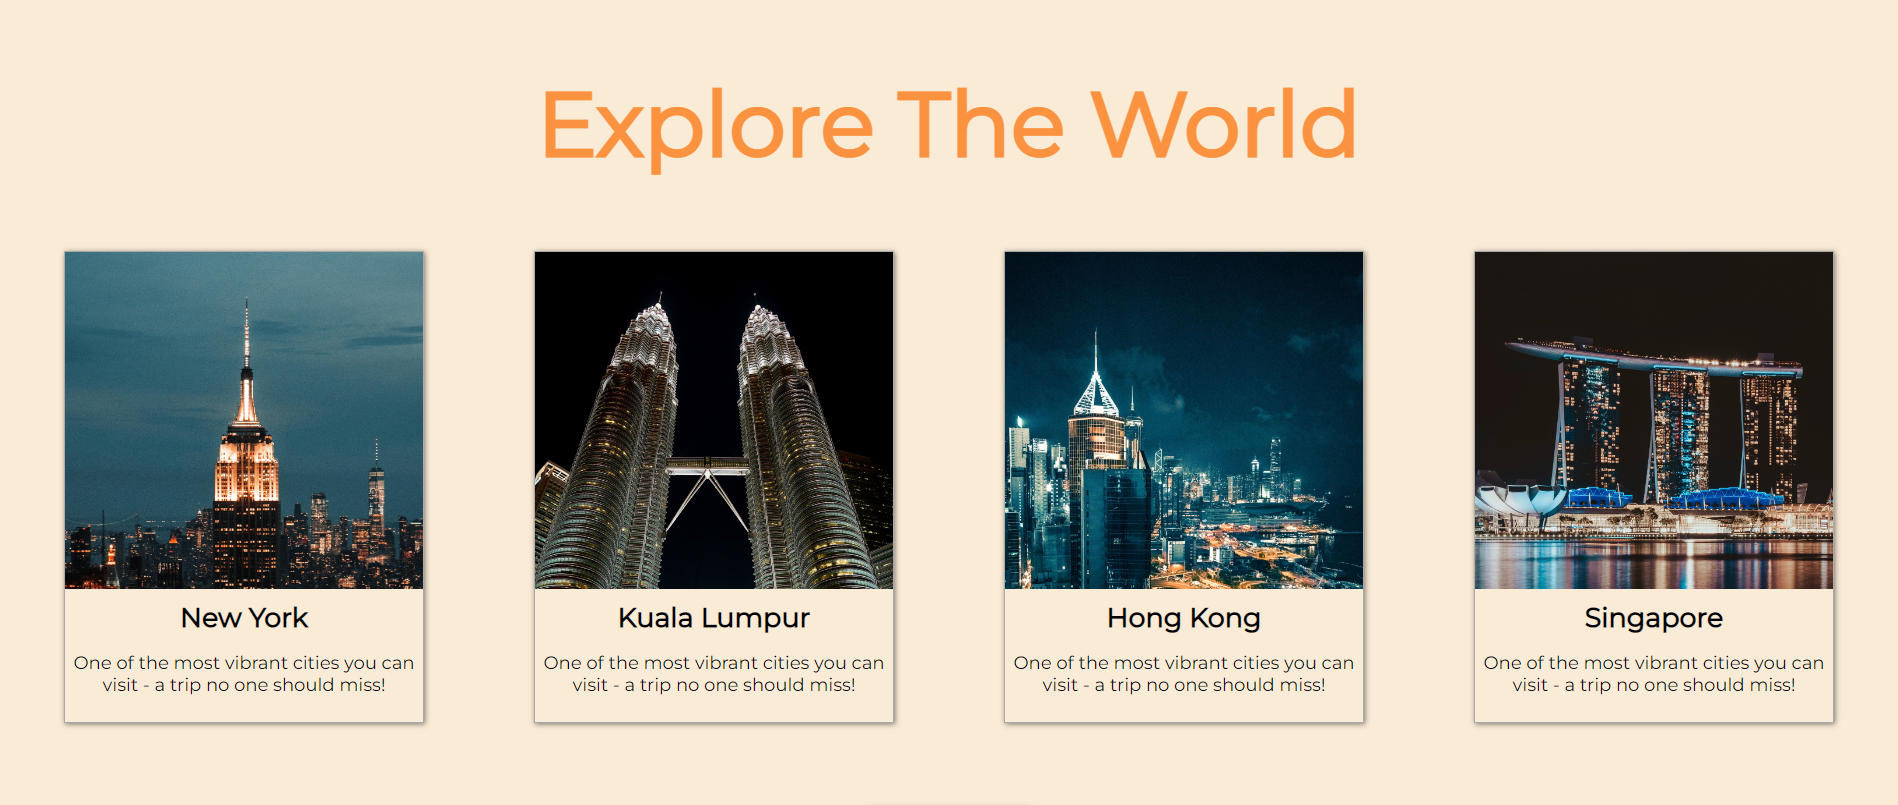 Explore The World
New York
One of the most vibrant cities you can
visit - a trip no one should miss!
Kuala Lumpur
One of the most vibrant cities you can
visit - a trip no one should miss!
Hong Kong
One of the most vibrant cities you can
visit - a trip no one should miss!
Singapore
One of the most vibrant cities you can
visit - a trip no one should miss!